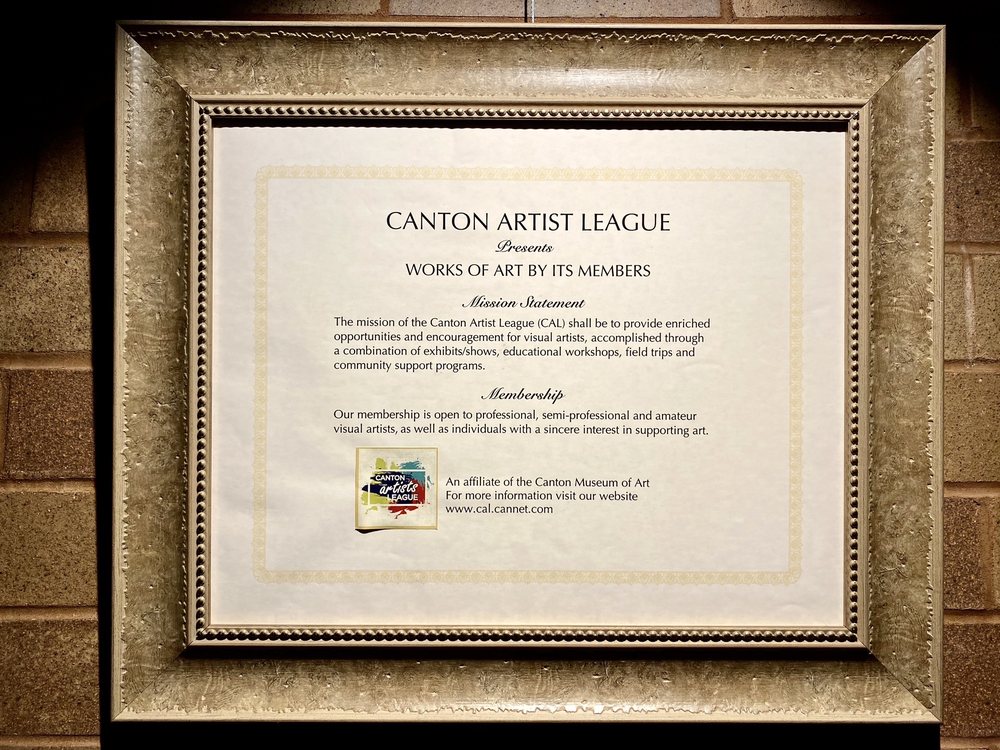 CANTON ARTIST LEAGUE
Presents
WORKS OF ART BY ITS MEMBERS
Mission Statement
The mission of the Canton Artist League (CAL) shall be to provide enriched
opportunities and encouragement for visual artists, accomplished through
a combination of exhibits/shows, educational workshops, field trips and
community support programs.
Membership
Our membership is open to professional, semi-professional and amateur
visual artists, as well as individuals with a sincere interest in supporting art.
CANTON
artists
LEAGUE
An affiliate of the Canton Museum of Art
For more information visit our website
www.cal.cannet.com